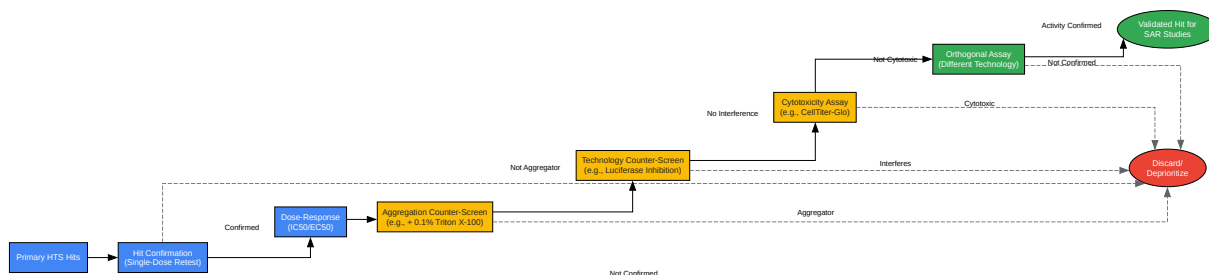 Activity Confirmed
Validated Hit for
SAR Studies
Orthogonal Assay
(Different Technology)
Not Cytotoxic
Not Confirmed
Cytotoxicity Assay
(e.g., CellTiter-Glo)
Cytotoxic
No Interference
Technology Counter-Screen
(e.g., Luciferase Inhibition)
Not Aggregator
Interferes
Discard/
Deprioritize
Aggregation Counter-Screen
(e.g., + 0.1% Triton X-100)
Aggregator
Dose-Response
(IC50/EC50)
Confirmed
Primary HTS Hits
Hit Confirmation
(Single-Dose Retest)
Not Confirmed